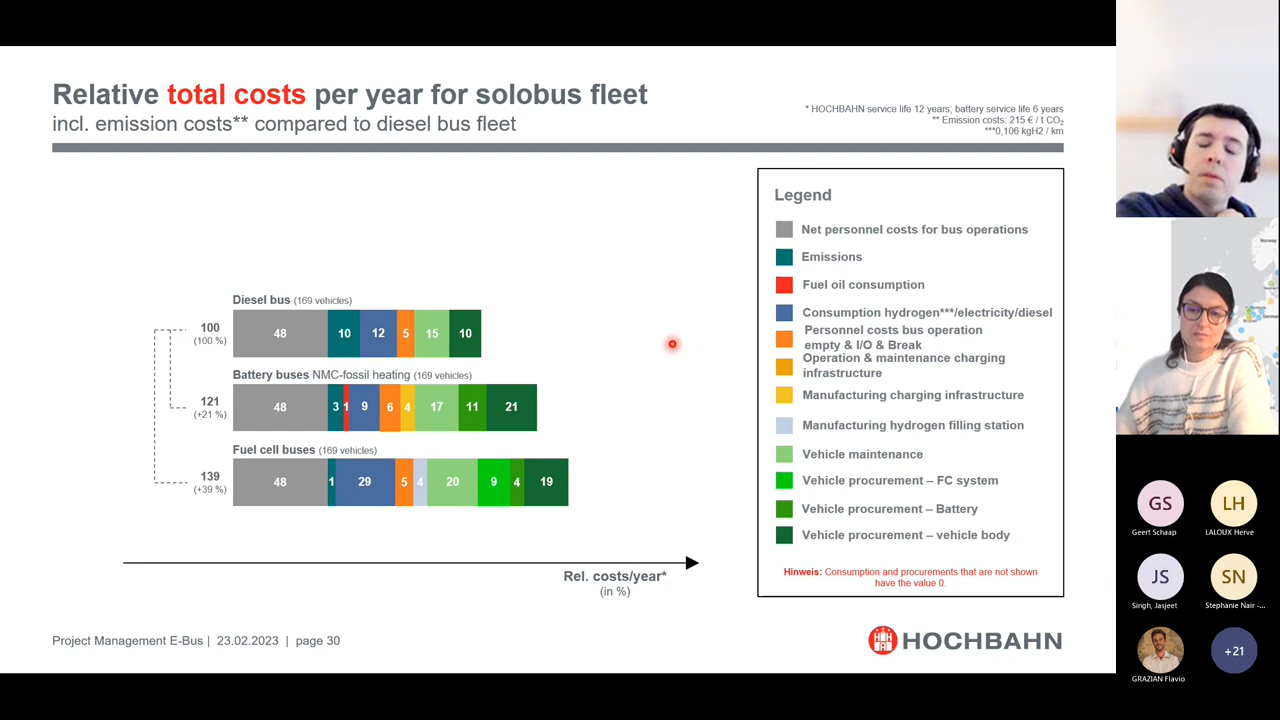 Relative total costs per year for solobus fleet
incl. emission costs** compared to diesel bus fleet
* HOCHBAHN service life 12 years; battery service life 6 years
** Emission costs: 215 € / t CO2
***0,106 kgH2 / km
Diesel bus (169 vehicles)
100
(100 %)
48 10 12 5 15 10
Battery buses NMC-fossil heating (169 vehicles)
121
(+21 %)
48 3 1 9 6 4 17 11 21
Fuel cell buses (169 vehicles)
139
(+39 %)
48 1 29 5 4 20 9 4 19
Rel. costs/year*
(in %)
Legend
Net personnel costs for bus operations
Emissions
Fuel oil consumption
Consumption hydrogen***/electricity/diesel
Personnel costs bus operation
empty & I/O & Break
Operation & maintenance charging
infrastructure
Manufacturing charging infrastructure
Manufacturing hydrogen filling station
Vehicle maintenance
Vehicle procurement – FC system
Vehicle procurement – Battery
Vehicle procurement – vehicle body
Hinweis: Consumption and procurements that are not shown
have the value 0.
Project Management E-Bus | 23.02.2023 | page 30
HOCHBAHN
Norway
GS
Geert Schaap
LH
LALOUX Herve
JS
Singh, Jasjeet
SN
Stephanie Nair -...
GRAZIAN Flavio
+21